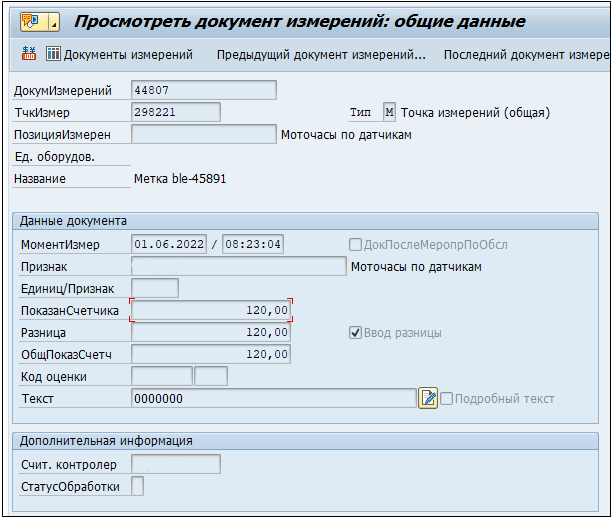 Просмотреть документ измерений: общие данные
Документы измерений Предыдущий документ измерений... Последний документ измере
ДокумИзмерений 44807
ТчкИзмер 298221 Тип M Точка измерений (общая)
ПозицияИзмерен Моточасы по датчикам
Ед. оборудов.
Название Метка ble-45891
Данные документа
МоментИзмер 01.06.2022 / 08:23:04 ДокПослеМеропрПоОбсл
Признак Моточасы по датчикам
Единиц/Признак
ПоказанСчетчика 120,00
Разница 120,00 Ввод разницы
ОбщПоказСчетч 120,00
Код оценки
Текст 0000000 Подробный текст
Дополнительная информация
Счит. контролер
СтатусОбработки